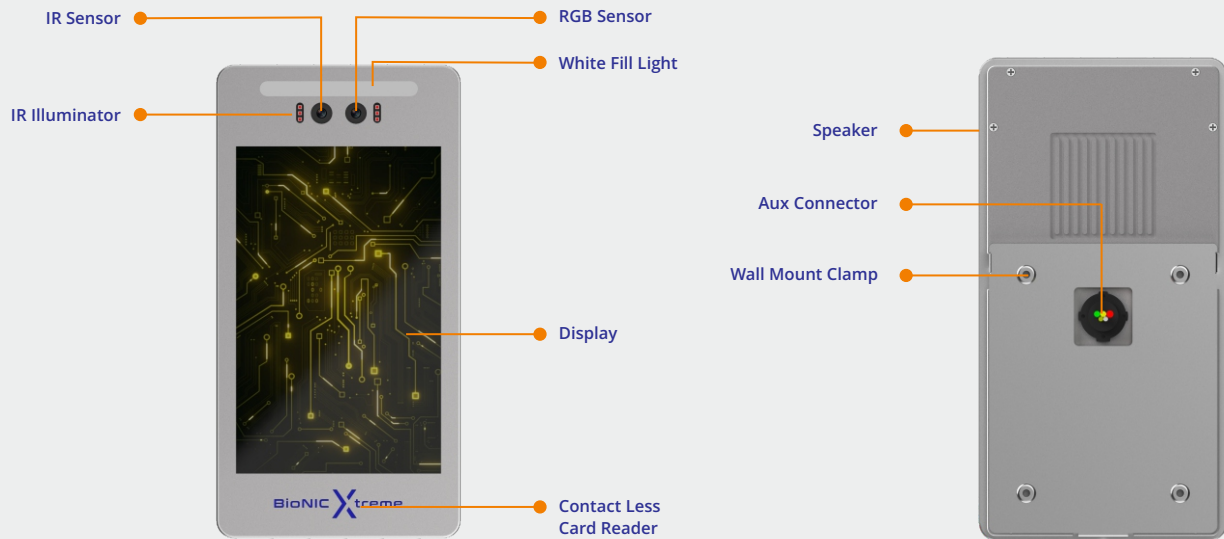 IR Sensor
RGB Sensor
White Fill Light
IR Illuminator
Display
BioNIC Xtreme
Contact Less
Card Reader
Speaker
Aux Connector
Wall Mount Clamp